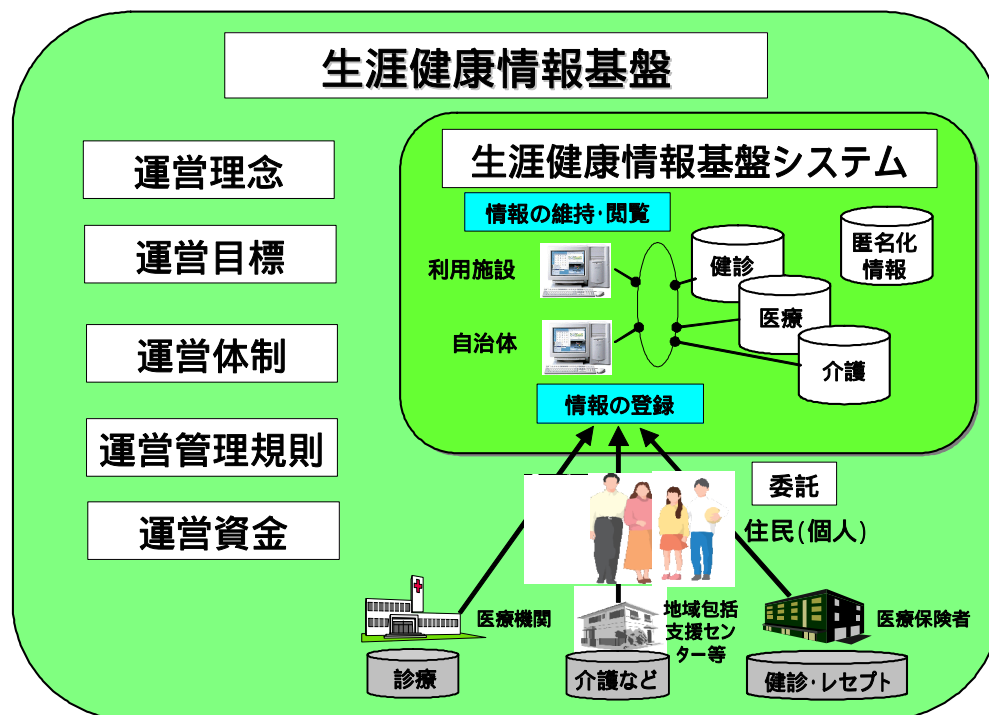 生涯健康情報基盤
運営理念
運営目標
運営体制
運営管理規則
運営資金
生涯健康情報基盤システム
情報の維持・閲覧
利用施設
自治体
健診
医療
介護
匿名化
情報
情報の登録
委託
住民(個人)
医療機関
地域包括
支援セン
ター等
医療保険者
診療
介護など
健診・レセプト